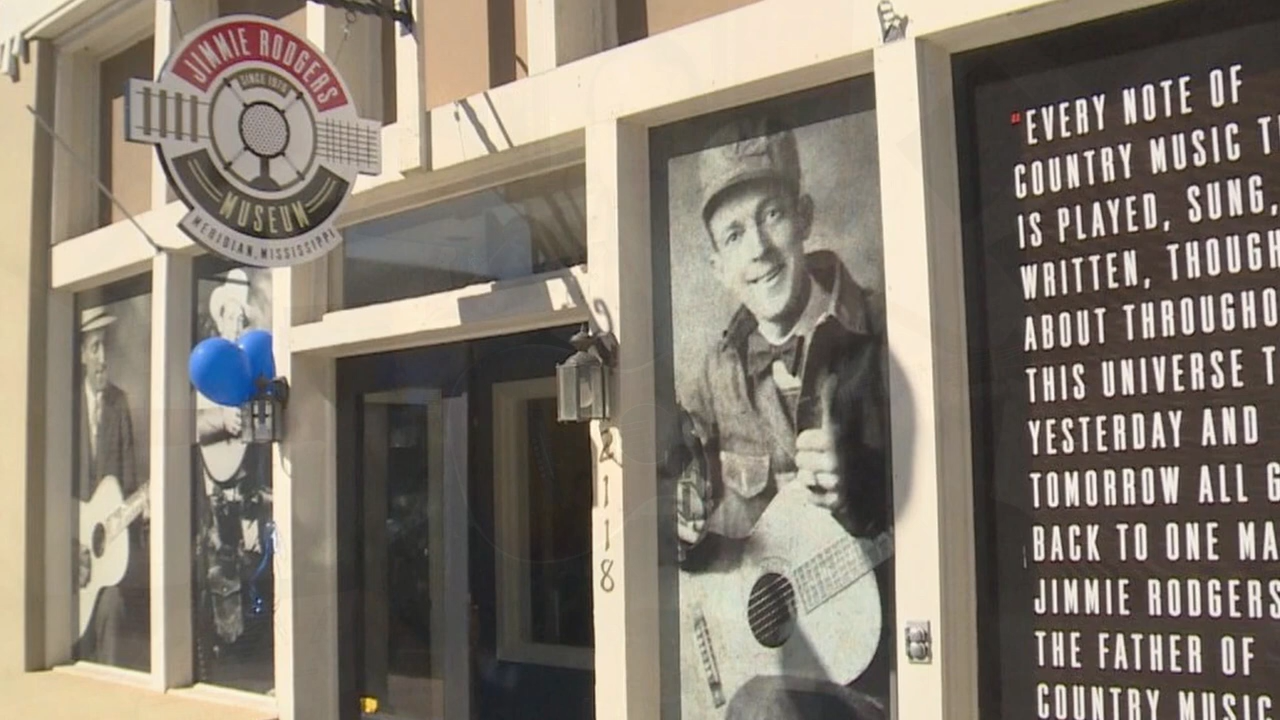 JIMMIE RODGERS
SINCE 1976
MUSEUM
MERIDIAN, MISSISSIPPI
2118
"EVERY NOTE OF
COUNTRY MUSIC T
IS PLAYED, SUNG,
WRITTEN, THOUGH
ABOUT THROUGHO
THIS UNIVERSE T
YESTERDAY AND
TOMORROW ALL G
BACK TO ONE MA
JIMMIE RODGERS
THE FATHER OF
COUNTRY MUSIC